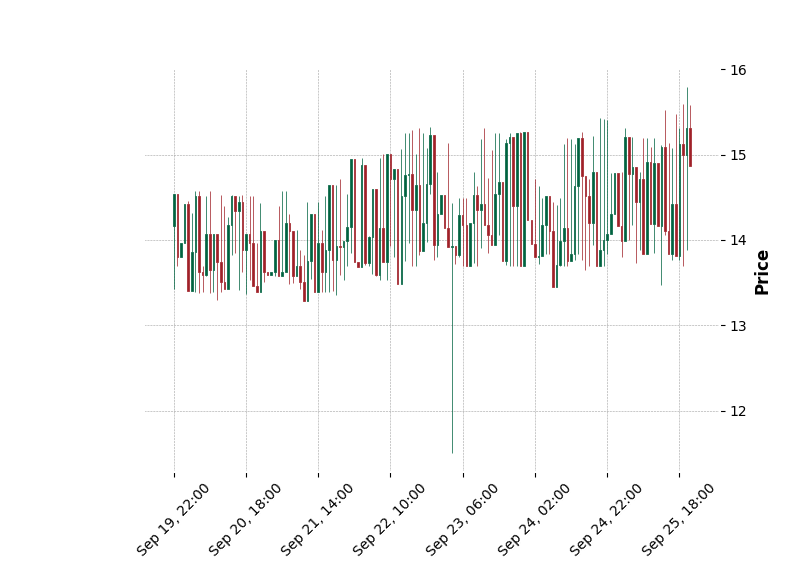 16
15
14
13
12
Price
Sep 19, 22:00
Sep 20, 18:00
Sep 21, 14:00
Sep 22, 10:00
Sep 23, 06:00
Sep 24, 02:00
Sep 24, 22:00
Sep 25, 18:00